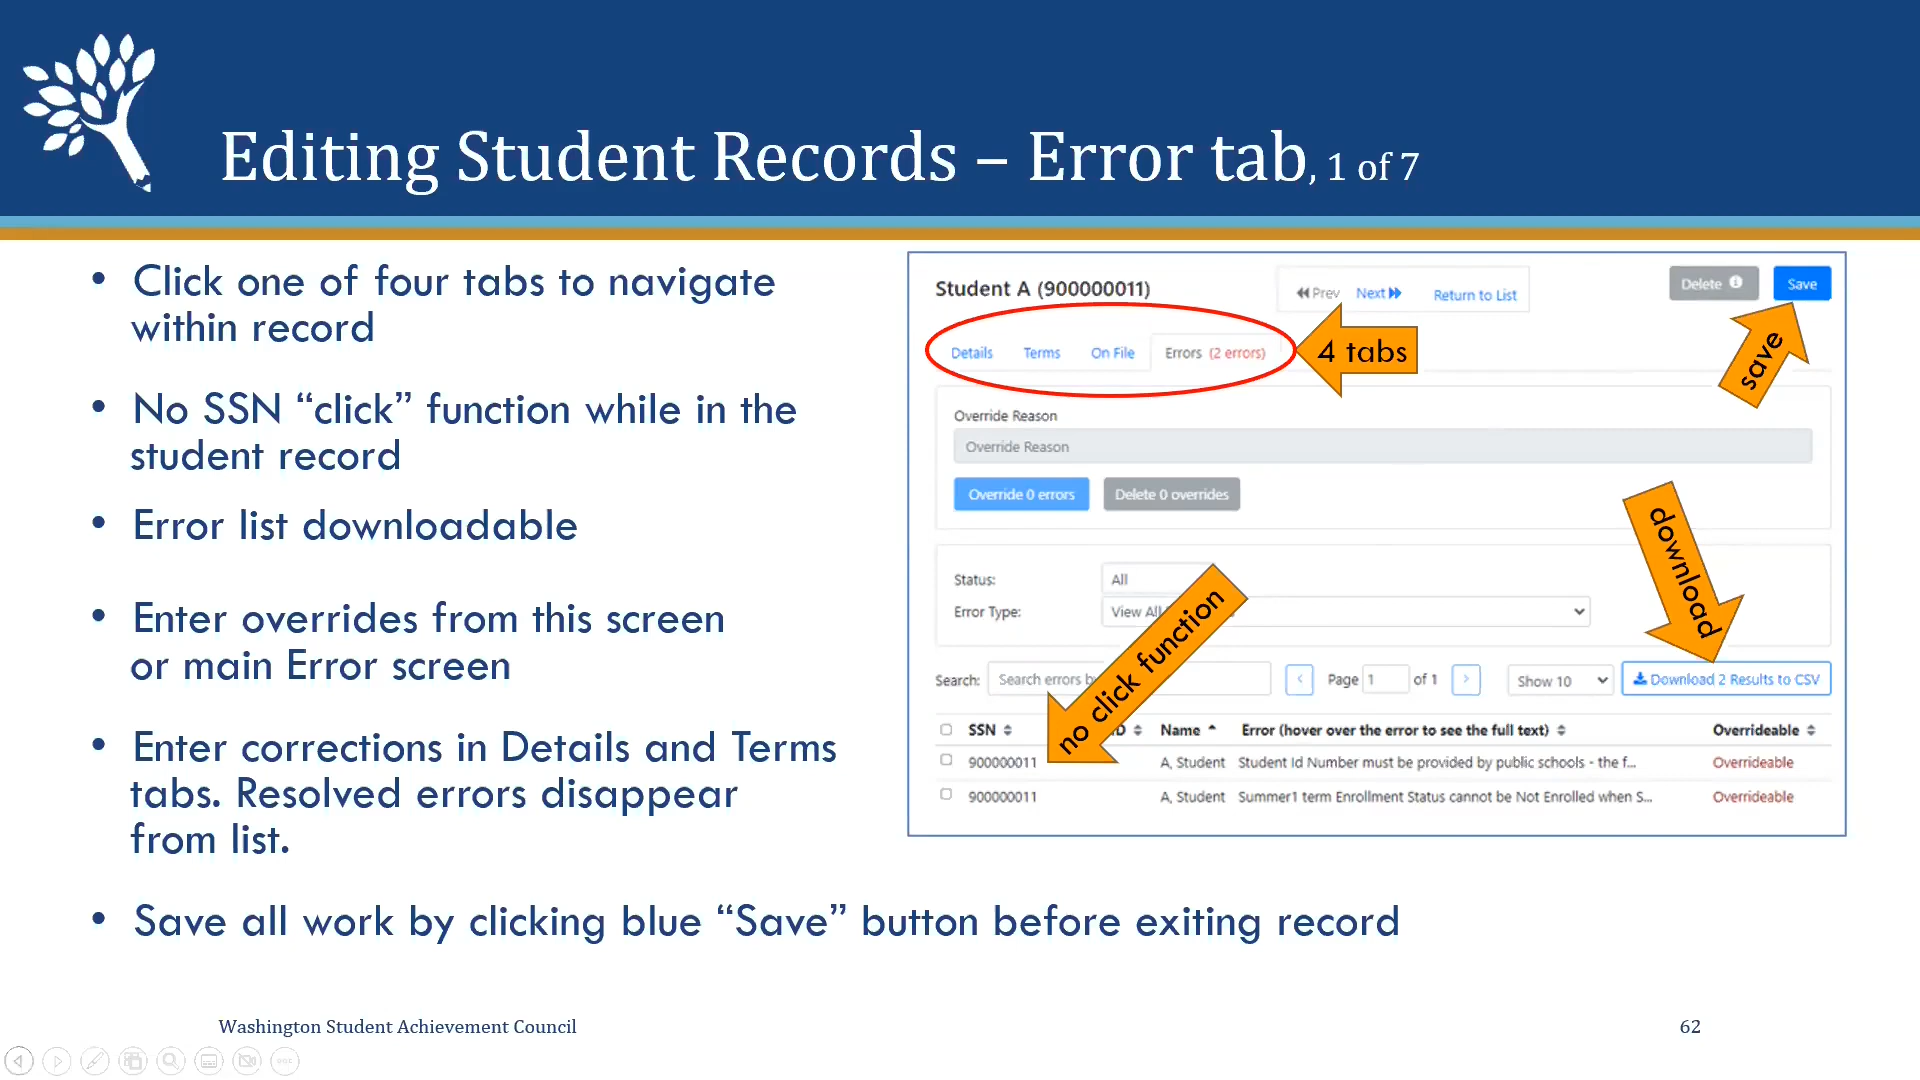 Editing Student Records – Error tab, 1 of 7
• Click one of four tabs to navigate
within record
• No SSN “click” function while in the
student record
• Error list downloadable
• Enter overrides from this screen
or main Error screen
• Enter corrections in Details and Terms
tabs. Resolved errors disappear
from list.
• Save all work by clicking blue “Save” button before exiting record
Student A (900000011)
Prev Next Return to List
Delete Save
Details Terms On File Errors (2 errors)
4 tabs
save
Override Reason
Override Reason
Override 0 errors Delete 0 overrides
download
Status: All
Error Type: View All
no click function
Search: Search errors by Page 1 of 1 Show 10 Download 2 Results to CSV
SSN Name Error (hover over the error to see the full text) Overrideable
900000011 A, Student Student Id Number must be provided by public schools - the f... Overrideable
900000011 A, Student Summer1 term Enrollment Status cannot be Not Enrolled when S... Overrideable
Washington Student Achievement Council
62